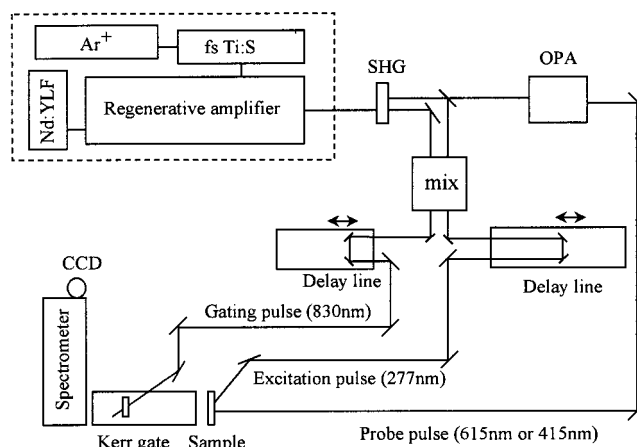 Ar+
fs Ti:S
Nd:YLF
Regenerative amplifier
SHG
OPA
mix
Delay line
Delay line
CCD
Gating pulse (830nm)
Spectrometer
Excitation pulse (277nm)
Kerr gate
Sample
Probe pulse (615nm or 415nm)